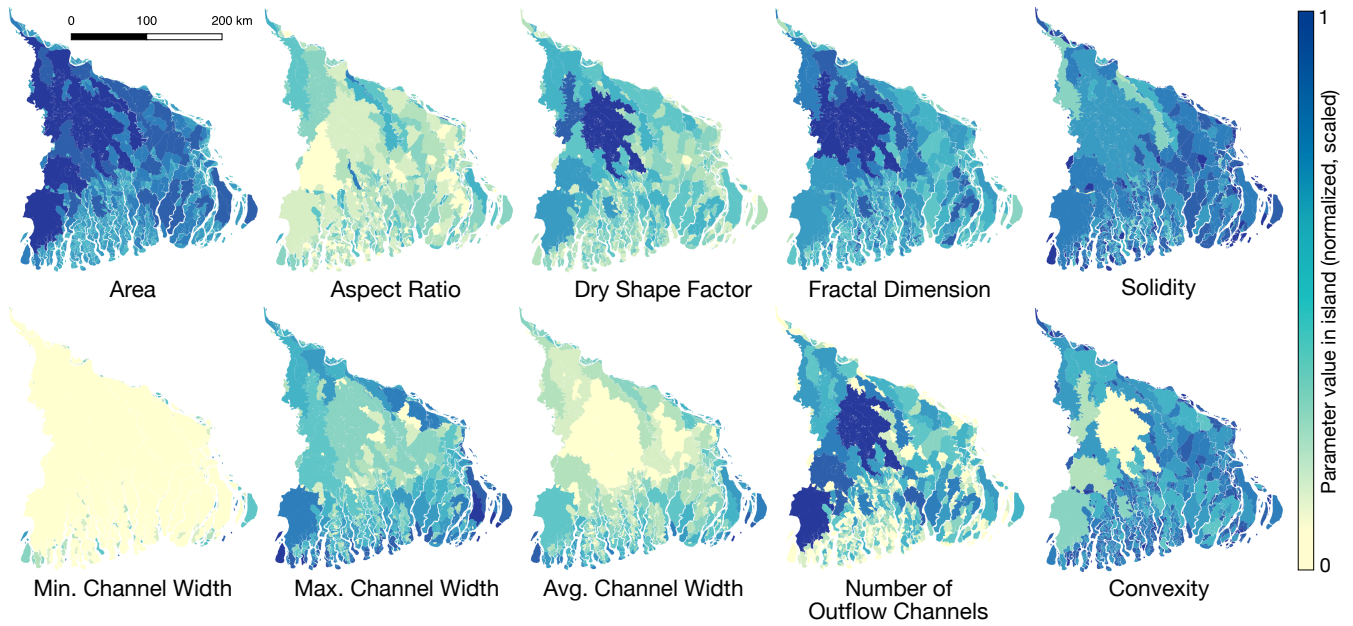 0 100 200 km
Area
Aspect Ratio
Dry Shape Factor
Fractal Dimension
Solidity
Min. Channel Width
Max. Channel Width
Avg. Channel Width
Number of
Outflow Channels
Convexity
1
Parameter value in island (normalized, scaled)
0